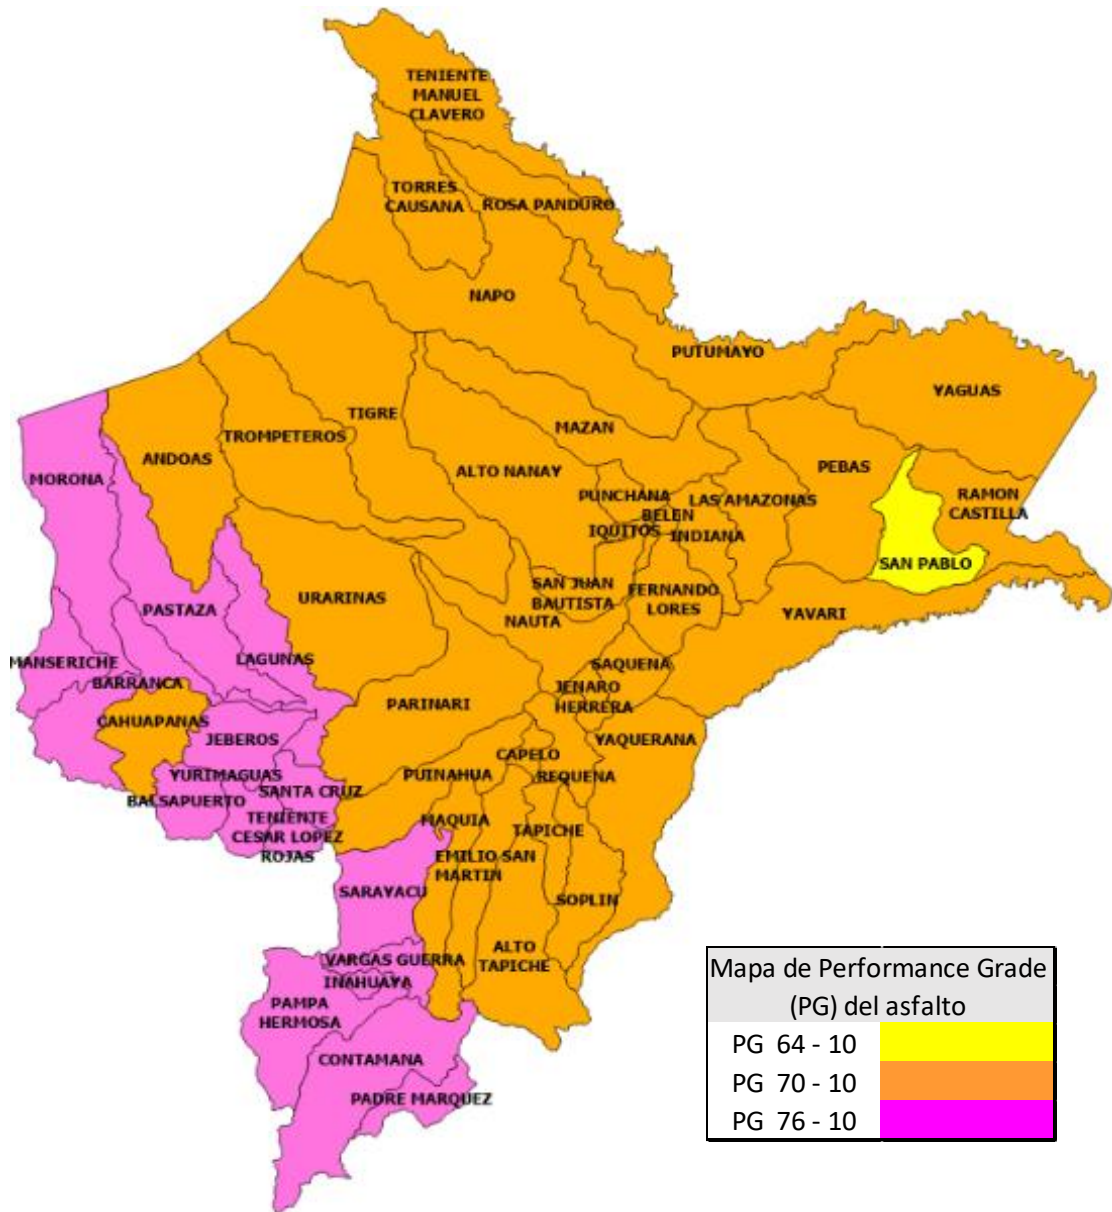 TENIENTE
MANUEL
CLAVERO
TORRES
CAUSANA
ROSA PANDURO
NAPO
PUTUMAYO
YAGUAS
TIGRE
TROMPETEROS
MAZAN
ANDOAS
ALTO NANAY
PEBAS
MORONA
PUNCHANA
LAS AMAZONAS
RAMON
CASTILLA
BELEN
IQUITOS
INDIANA
SAN PABLO
SAN JUAN
BAUTISTA
FERNANDO
LORES
URARINAS
PASTAZA
YAVARI
NAUTA
LAGUNAS
MANSERICHE
SAQUENA
BARRANCA
JENARO
HERRERA
PARINARI
CAHUAPANAS
JEBEROS
YAQUERANA
CAPELO
PUINAHUA
REQUENA
YURIMAGUAS
SANTA CRUZ
BALSAPUERTO
TENIENTE
CESAR LOPEZ
ROJAS
MAQUIA
TAPICHE
EMILIO SAN
MARTIN
SARAYACU
SOPLIN
ALTO
TAPICHE
VARGAS GUERRA
INAHUAYA
PAMPA
HERMOSA
CONTAMANA
PADRE MARQUEZ
Mapa de Performance Grade
(PG) del asfalto
PG 64 - 10
PG 70 - 10
PG 76 - 10